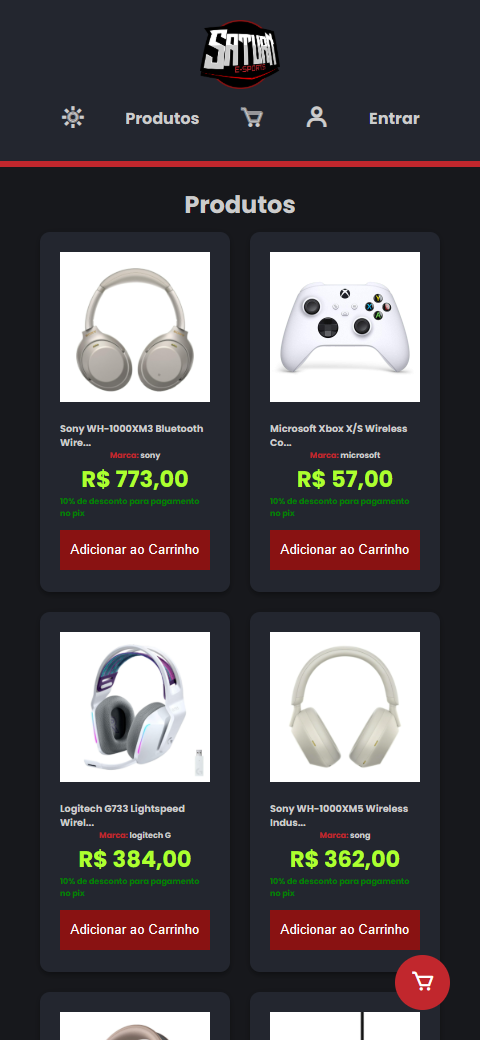 SATURN
E-SPORTS
Produtos
Entrar
Produtos
Sony WH-1000XM3 Bluetooth
Wire...
Marca: sony
R$ 773,00
10% de desconto para pagamento
no pix
Adicionar ao Carrinho
Microsoft Xbox X/S Wireless
Co...
Marca: microsoft
R$ 57,00
10% de desconto para pagamento
no pix
Adicionar ao Carrinho
Logitech G733 Lightspeed
Wirel...
Marca: logitech G
R$ 384,00
10% de desconto para pagamento
no pix
Adicionar ao Carrinho
Sony WH-1000XM5 Wireless
Indus...
Marca: song
R$ 362,00
10% de desconto para pagamento
no pix
Adicionar ao Carrinho